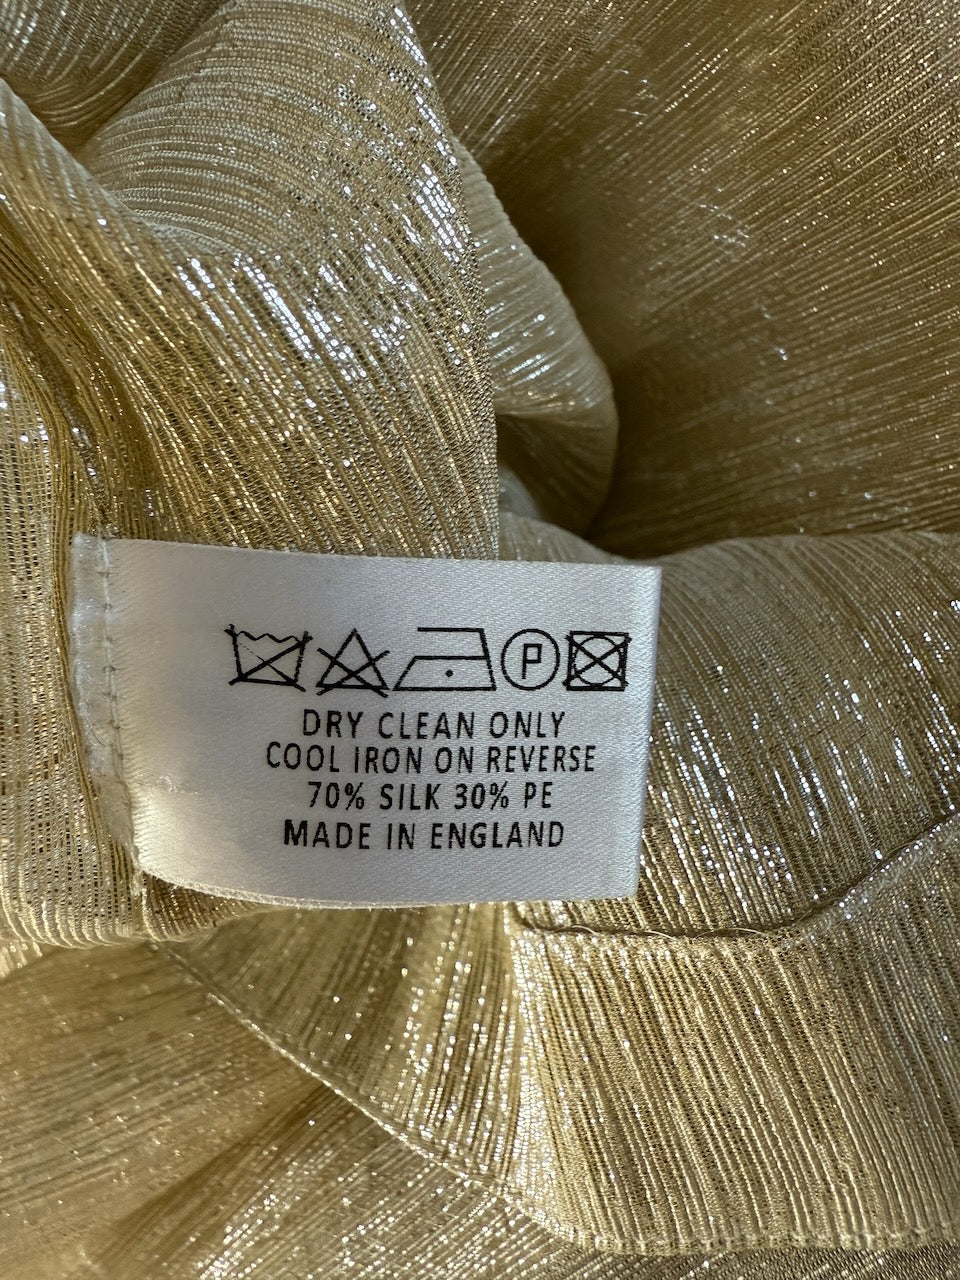 P
DRY CLEAN ONLY
COOL IRON ON REVERSE
70% SILK 30% PE
MADE IN ENGLAND